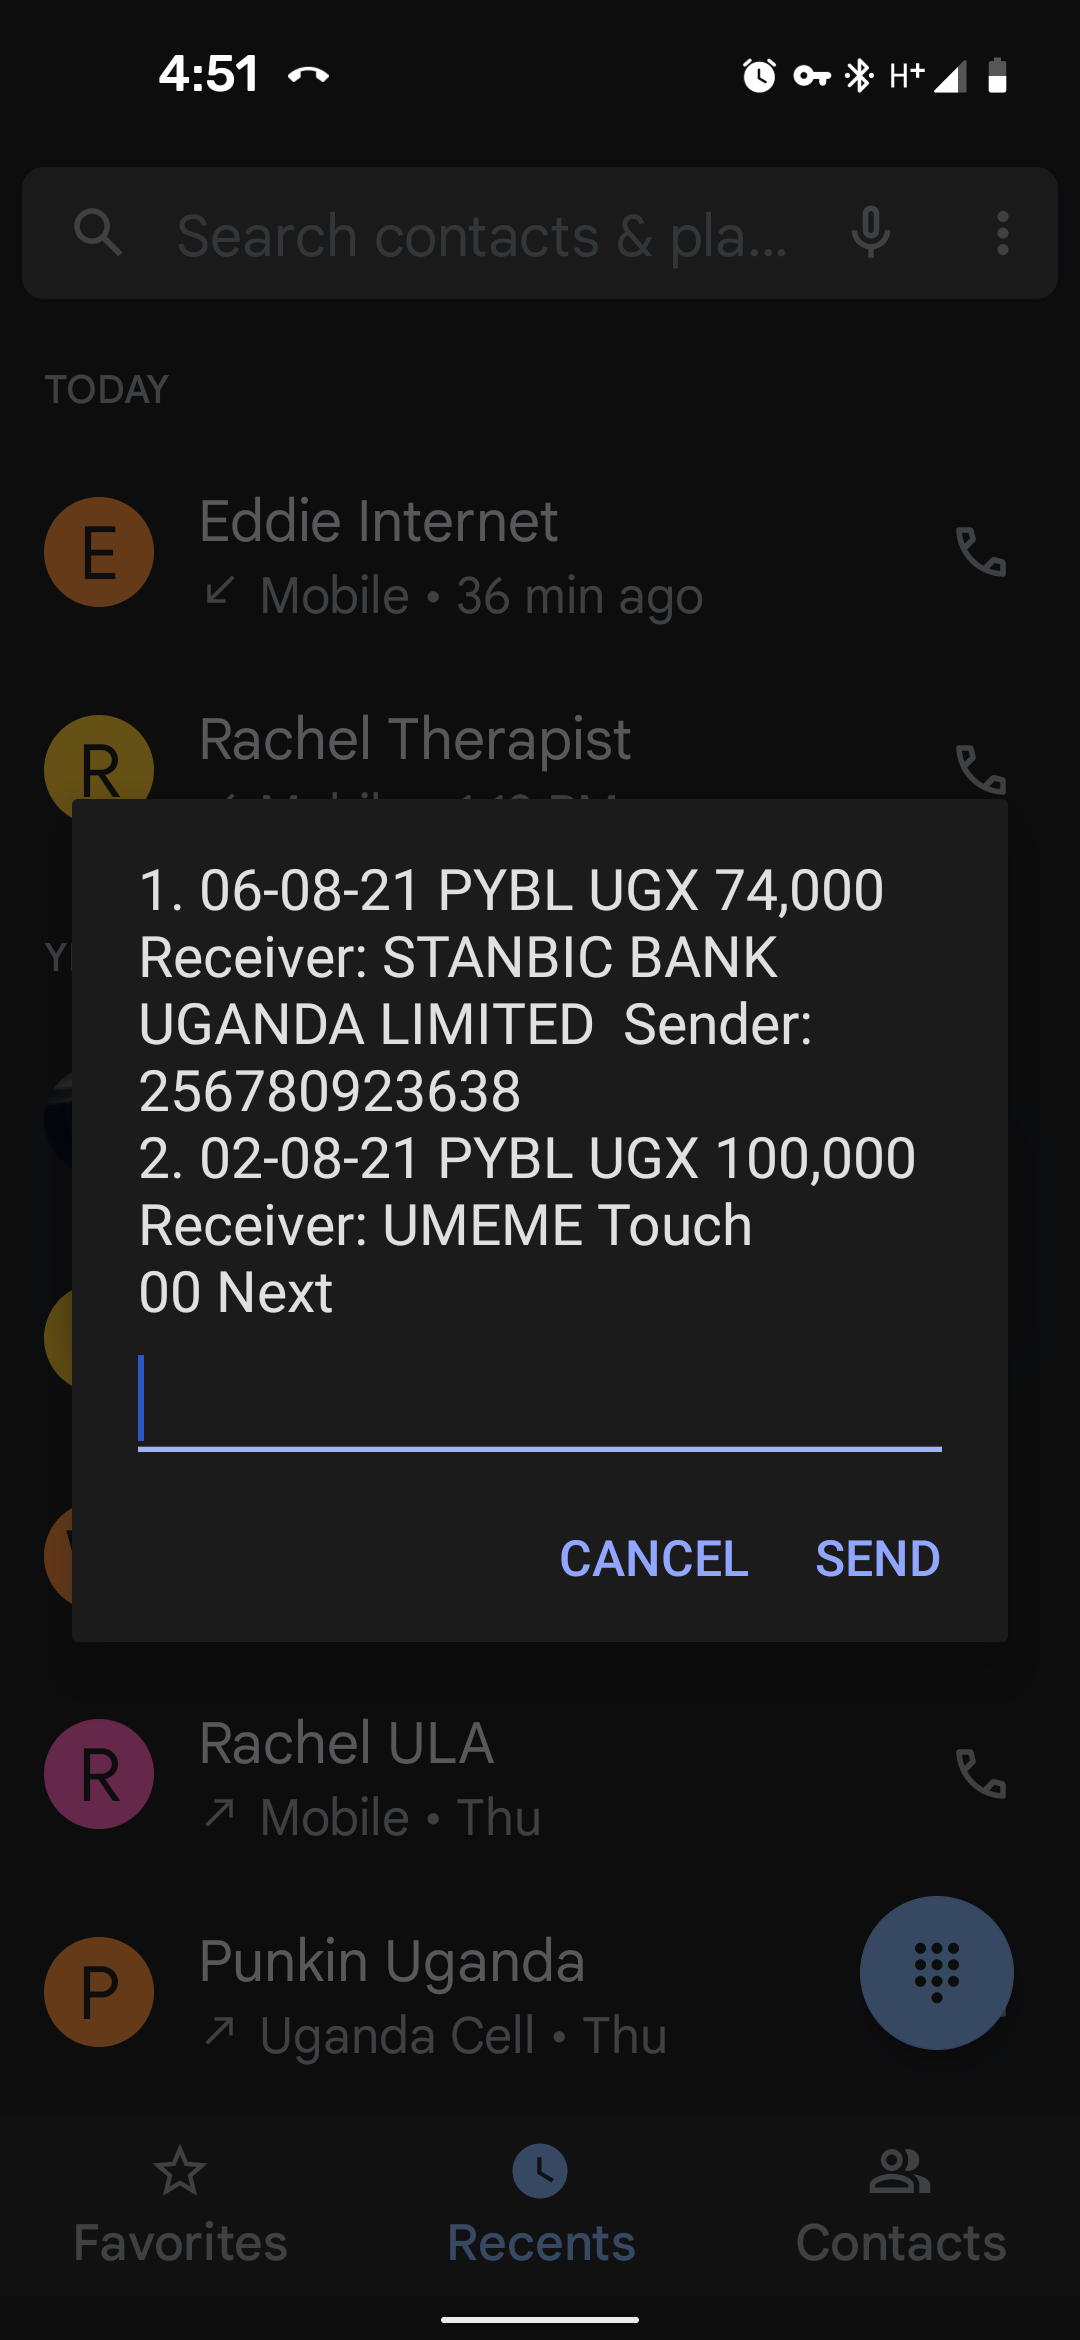 4:51
H+
Search contacts & pla...
TODAY
E
Eddie Internet
Mobile • 36 min ago
R
Rachel Therapist
1. 06-08-21 PYBL UGX 74,000
Receiver: STANBIC BANK
UGANDA LIMITED  Sender:
256780923638
2. 02-08-21 PYBL UGX 100,000
Receiver: UMEME Touch
00 Next
CANCEL SEND
R
Rachel ULA
Mobile • Thu
P
Punkin Uganda
Uganda Cell • Thu
Favorites Recents Contacts